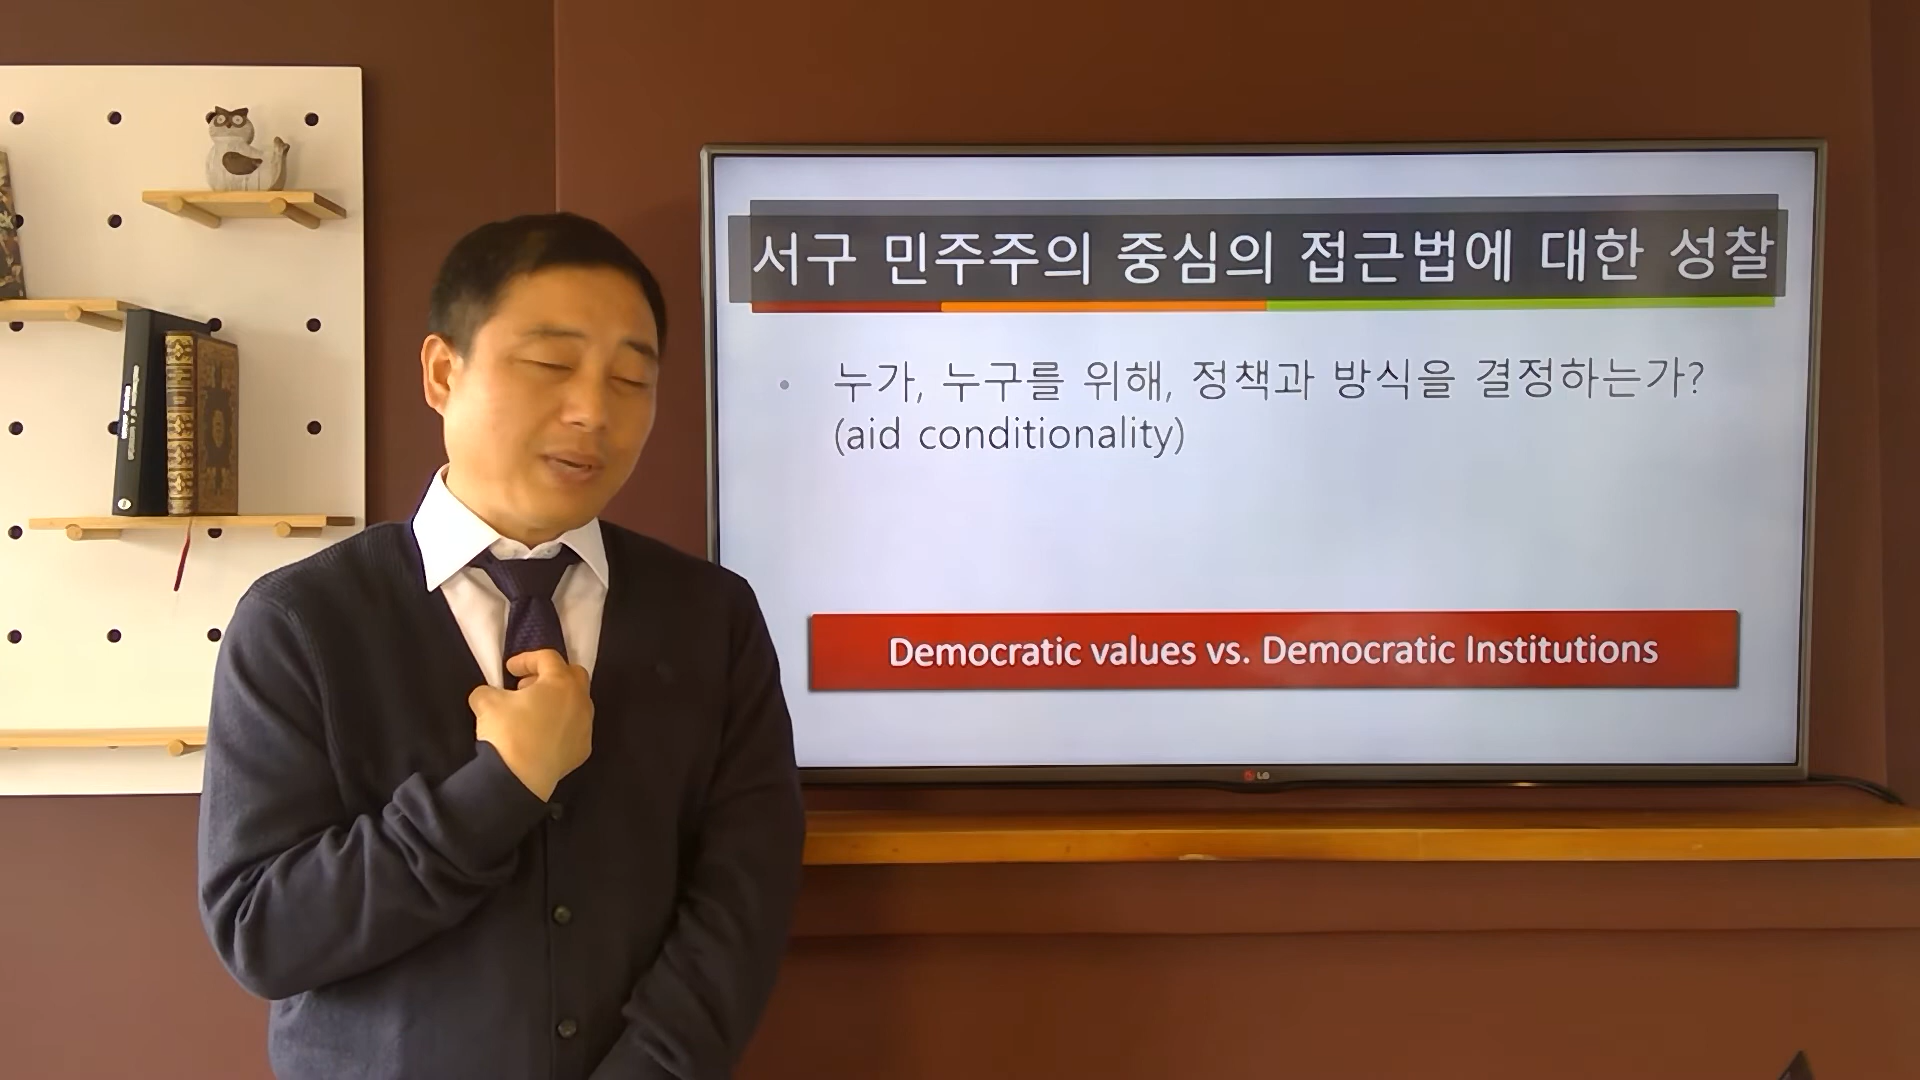 서구 민주주의 중심의 접근법에 대한 성찰
• 누가, 누구를 위해, 정책과 방식을 결정하는가?
(aid conditionality)
Democratic values vs. Democratic Institutions
LG